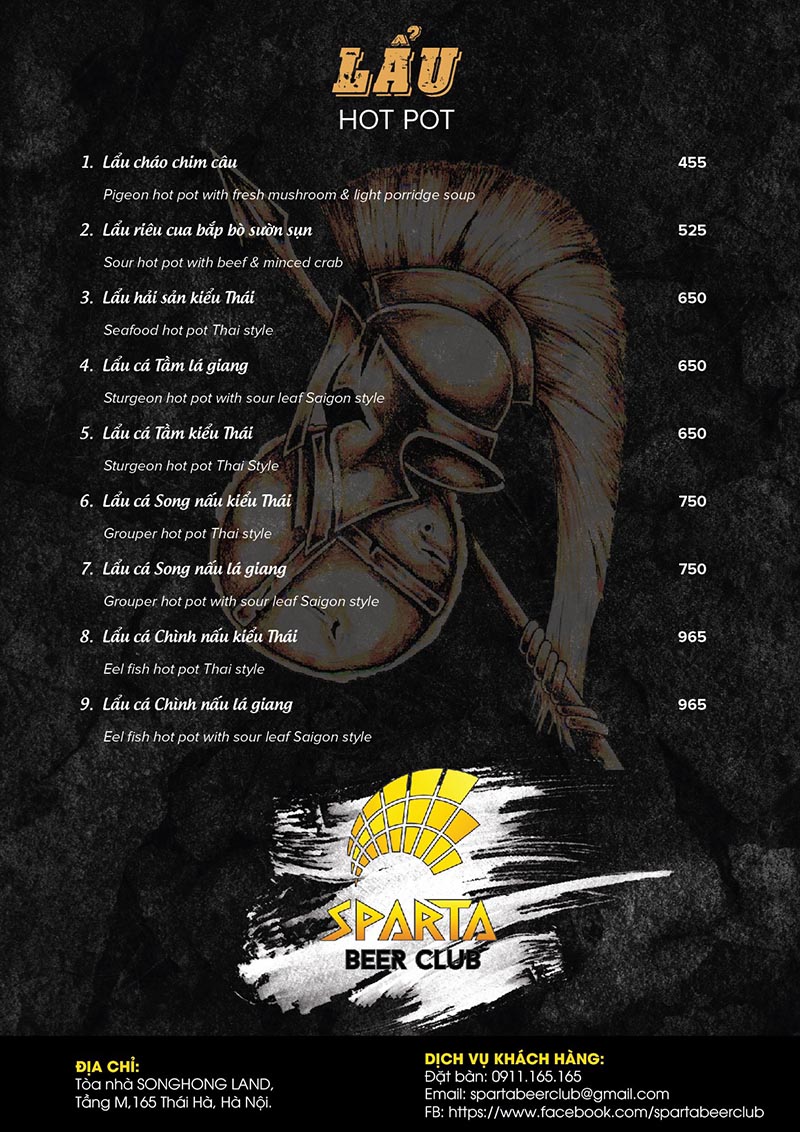 LẨU
HOT POT
1. Lẩu cháo chim câu 455
Pigeon hot pot with fresh mushroom & light porridge soup
2. Lẩu riêu cua bắp bò sườn sụn 525
Sour hot pot with beef & minced crab
3. Lẩu hải sản kiểu Thái 650
Seafood hot pot Thai style
4. Lẩu cá Tầm lá giang 650
Sturgeon hot pot with sour leaf Saigon style
5. Lẩu cá Tầm kiểu Thái 650
Sturgeon hot pot Thai Style
6. Lẩu cá Song nấu kiểu Thái 750
Grouper hot pot Thai style
7. Lẩu cá Song nấu lá giang 750
Grouper hot pot with sour leaf Saigon style
8. Lẩu cá Chình nấu kiểu Thái 965
Eel fish hot pot Thai style
9. Lẩu cá Chình nấu lá giang 965
Eel fish hot pot with sour leaf Saigon style
SPARTA
BEER CLUB
ĐỊA CHỈ:
Tòa nhà SONGHONG LAND,
Tầng M,165 Thái Hà, Hà Nội.
DỊCH VỤ KHÁCH HÀNG:
Đặt bàn: 0911.165.165
Email: spartabeerclub@gmail.com
FB: https://www.facebook.com/spartabeerclub